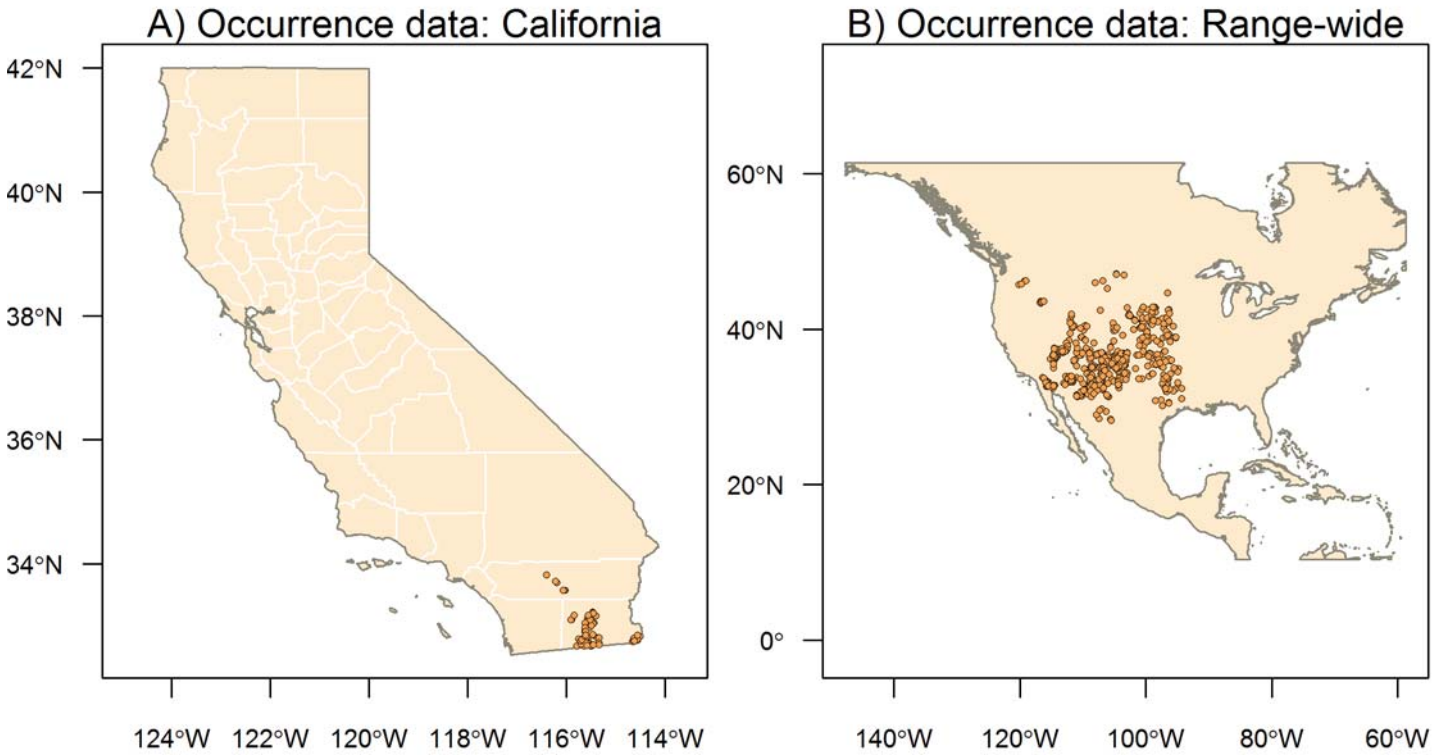 A) Occurrence data: California
42°N
40°N
38°N
36°N
34°N
124°W 122°W 120°W 118°W 116°W 114°W
B) Occurrence data: Range-wide
60°N
40°N
20°N
0°
140°W 120°W 100°W 80°W 60°W